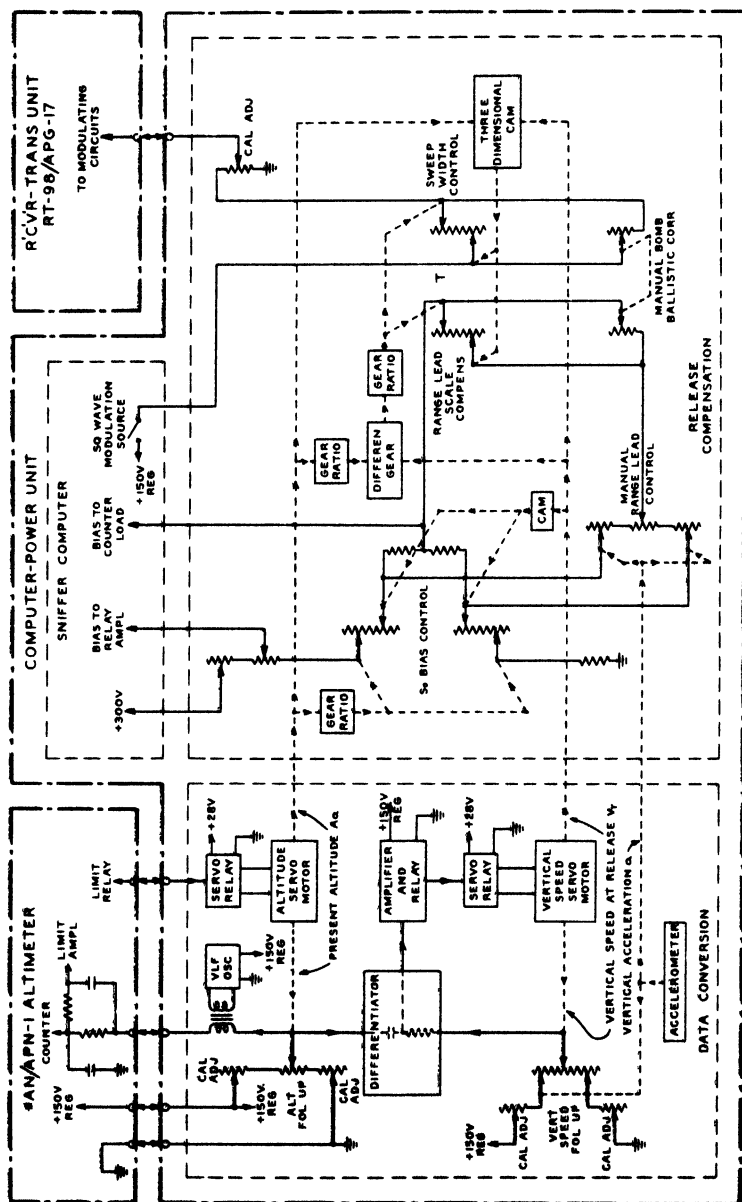 #AN/APN-1 ALTIMETER
COUNTER
LIMIT
AMPL
+150V
REG
LIMIT
RELAY
COMPUTER-POWER UNIT
SNIFFER COMPUTER
+300V
BIAS TO
RELAY
AMPL
BIAS TO
COUNTER
LOAD
+150V
REG
SQ WAVE
MODULATION
SOURCE
R'C'V'R-TRANS UNIT
RT-98/APG-17
TO MODULATING
CIRCUITS
CAL ADJ
CAL
ADJ
+150V
REG
ALT
FOL UP
CAL
ADJ
VLF
OSC
+150V
REG
SERVO
RELAY
+28V
ALTITUDE
SERVO
MOTOR
PRESENT ALTITUDE Aa
DIFFERENTIATOR
AMPLIFIER
AND
RELAY
+150V
REG
SERVO
RELAY
+28V
VERTICAL
SPEED
SERVO
MOTOR
+150V
REG
CAL ADJ
VERT
SPEED
FOL UP
CAL ADJ
VERTICAL SPEED AT RELEASE Vr
VERTICAL ACCELERATION a
ACCELEROMETER
DATA CONVERSION
GEAR
RATIO
S₀ BIAS CONTROL
GEAR
RATIO
DIFFEREN
GEAR
GEAR
RATIO
CAM
RANGE LEAD
SCALE
COMPENS
T
SWEEP
WIDTH
CONTROL
THREE
DIMENSIONAL
CAM
MANUAL
RANGE LEAD
CONTROL
MANUAL BOMB
BALLISTIC CORR
RELEASE
COMPENSATION